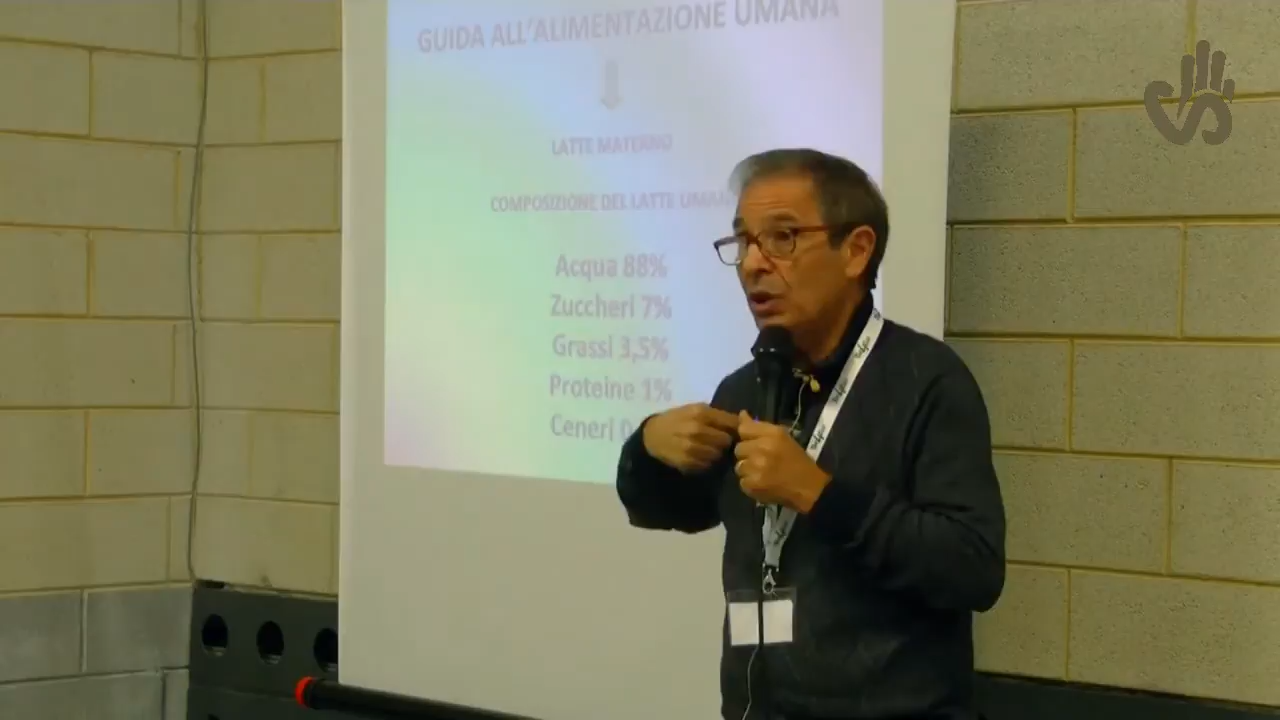 GUIDA ALL'ALIMENTAZIONE UMANA
LATTE MATERNO
COMPOSIZIONE DEL LATTE
Acqua 88%
Zuccheri 7%
Grassi 3,5%
Proteine 1%
Ceneri 0